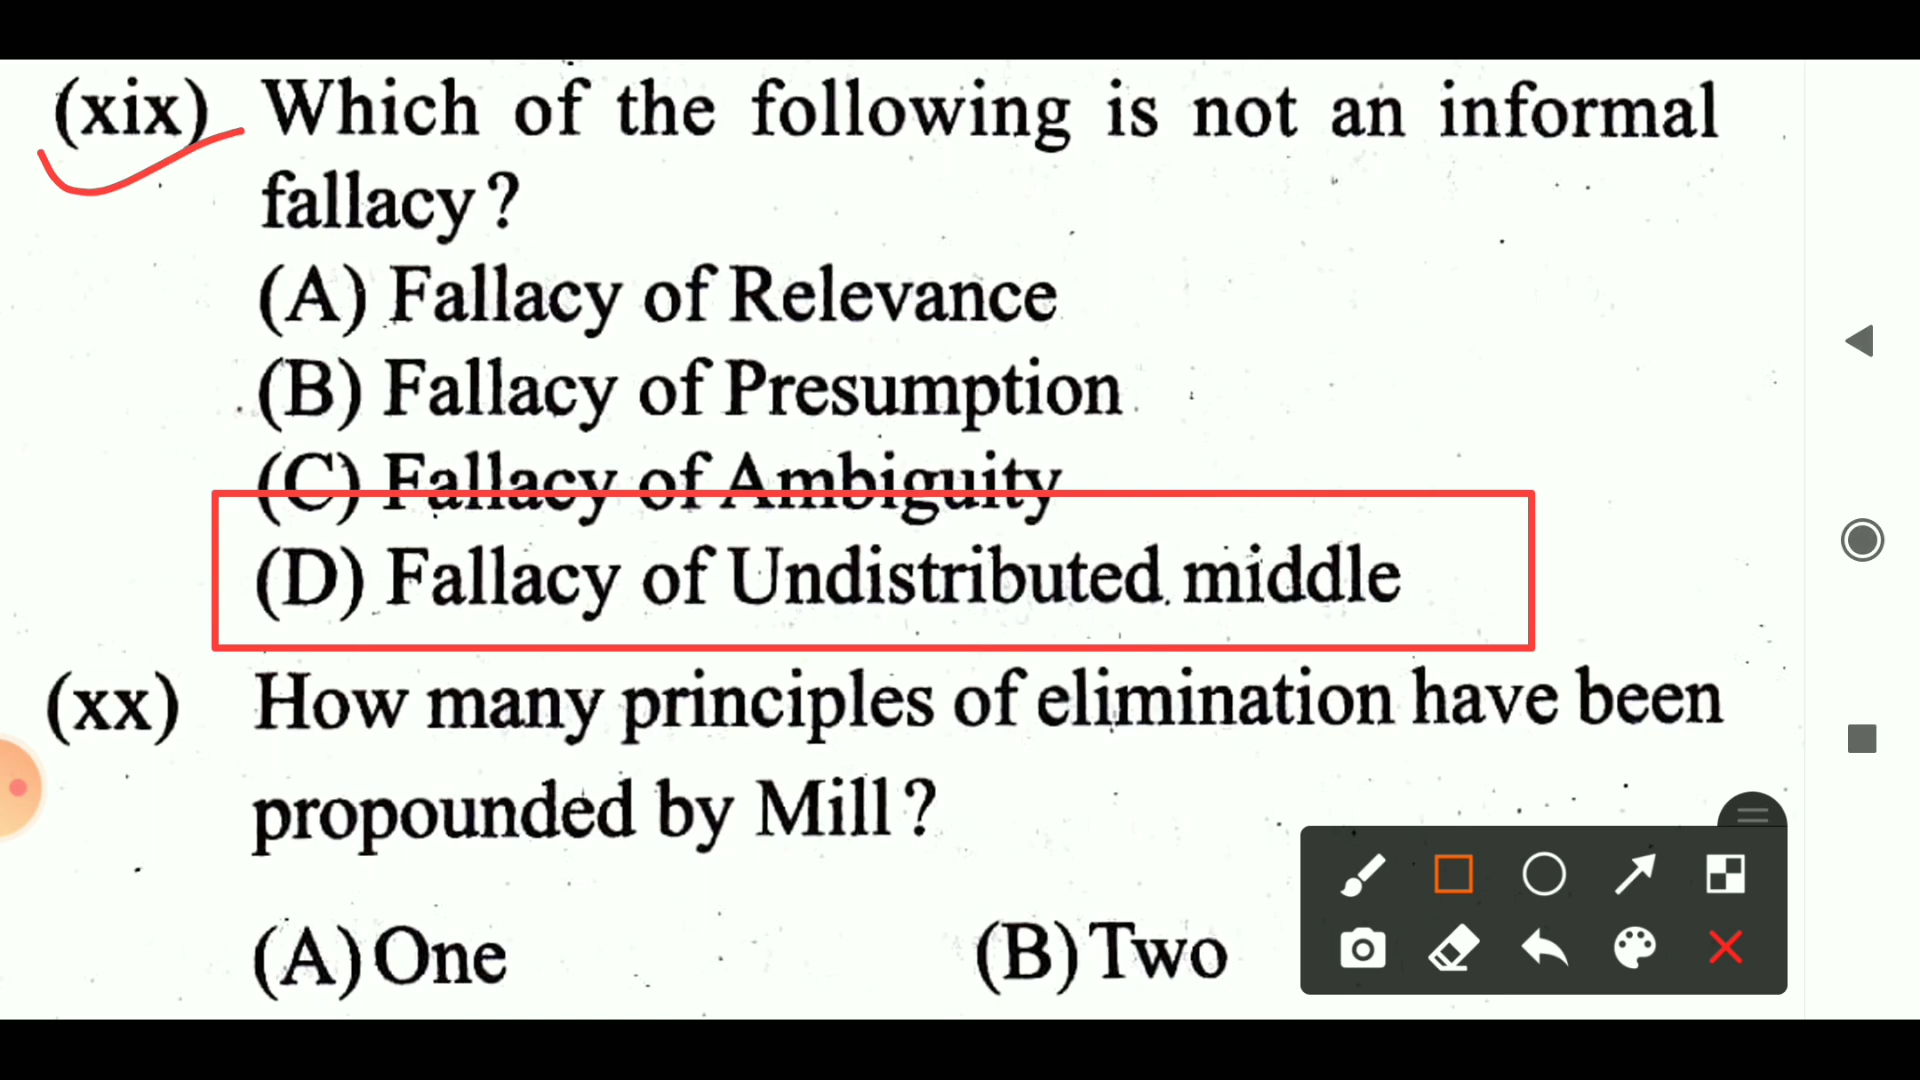 (xix) Which of the following is not an informal
fallacy?
(A) Fallacy of Relevance
(B) Fallacy of Presumption
(C) Fallacy of Ambiguity
(D) Fallacy of Undistributed middle
(xx) How many principles of elimination have been
propounded by Mill?
(A) One (B) Two